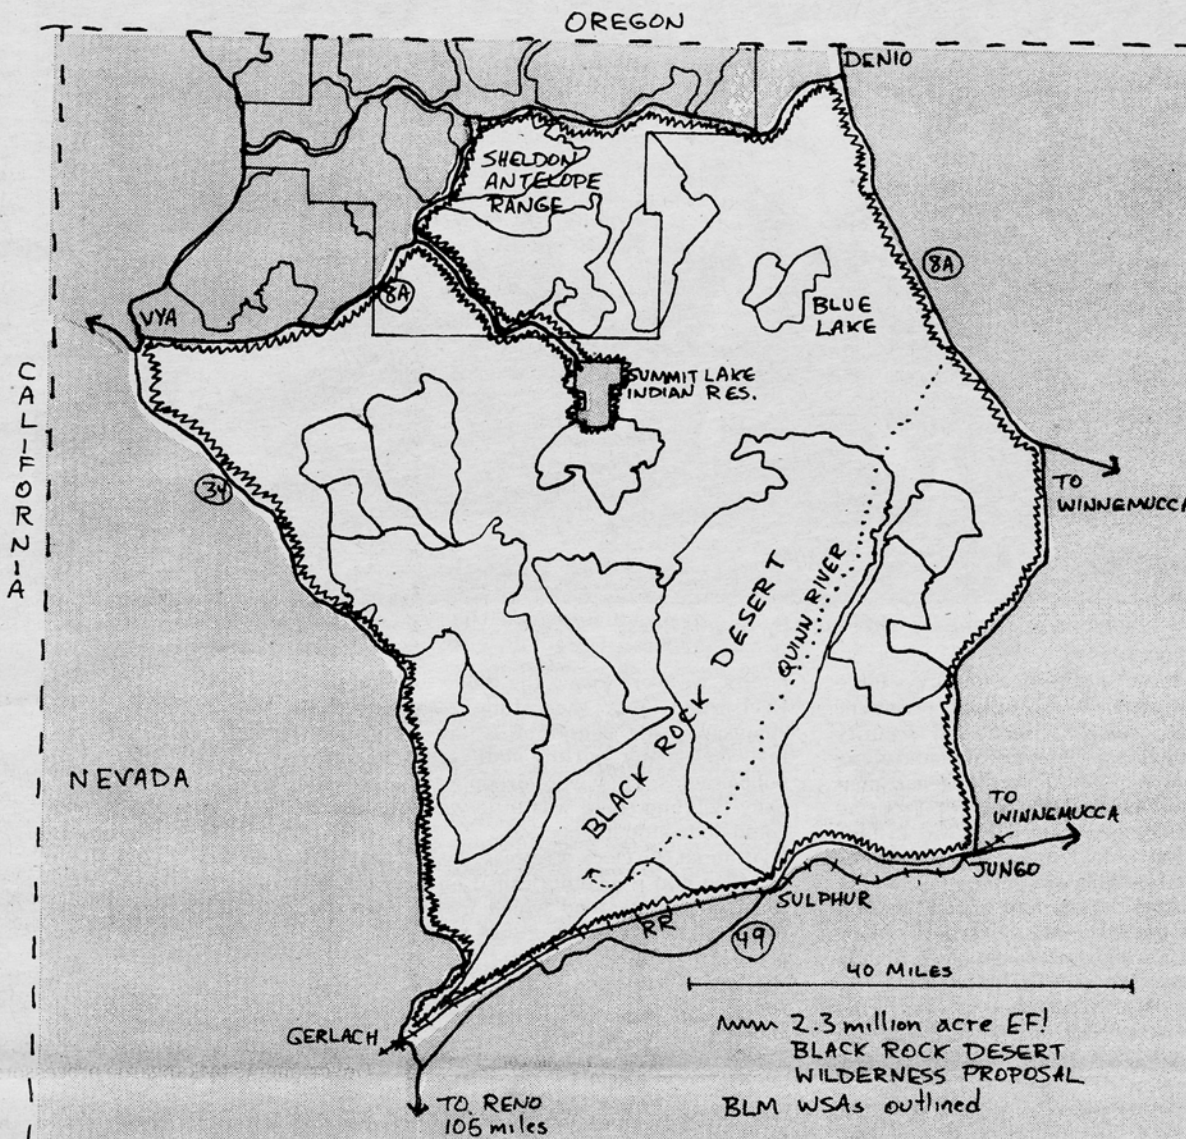 OREGON
DENIO
SHELDON
ANTELOPE
RANGE
8A
8A
BLUE
LAKE
VYA
SUMMIT LAKE
INDIAN RES.
CALIFORNIA
34
TO
WINNEMUCCA
BLACK ROCK DESERT
QUINN RIVER
NEVADA
TO
WINNEMUCCA
JUNGO
SULPHUR
RR
49
40 MILES
GERLACH
2.3 million acre EF!
BLACK ROCK DESERT
WILDERNESS PROPOSAL
BLM WSAs outlined
TO RENO
105 miles